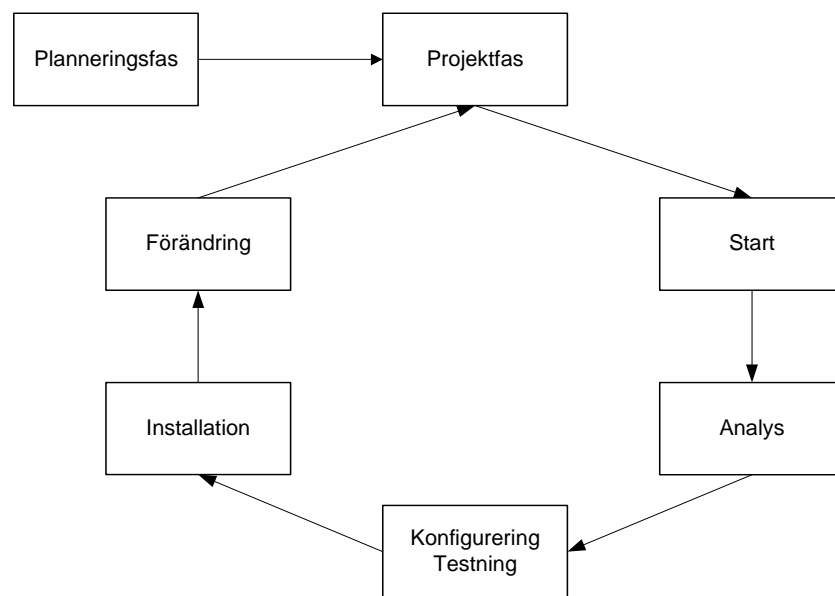 Planneringsfas
Projektfas
Förändring
Start
Installation
Analys
Konfigurering
Testning